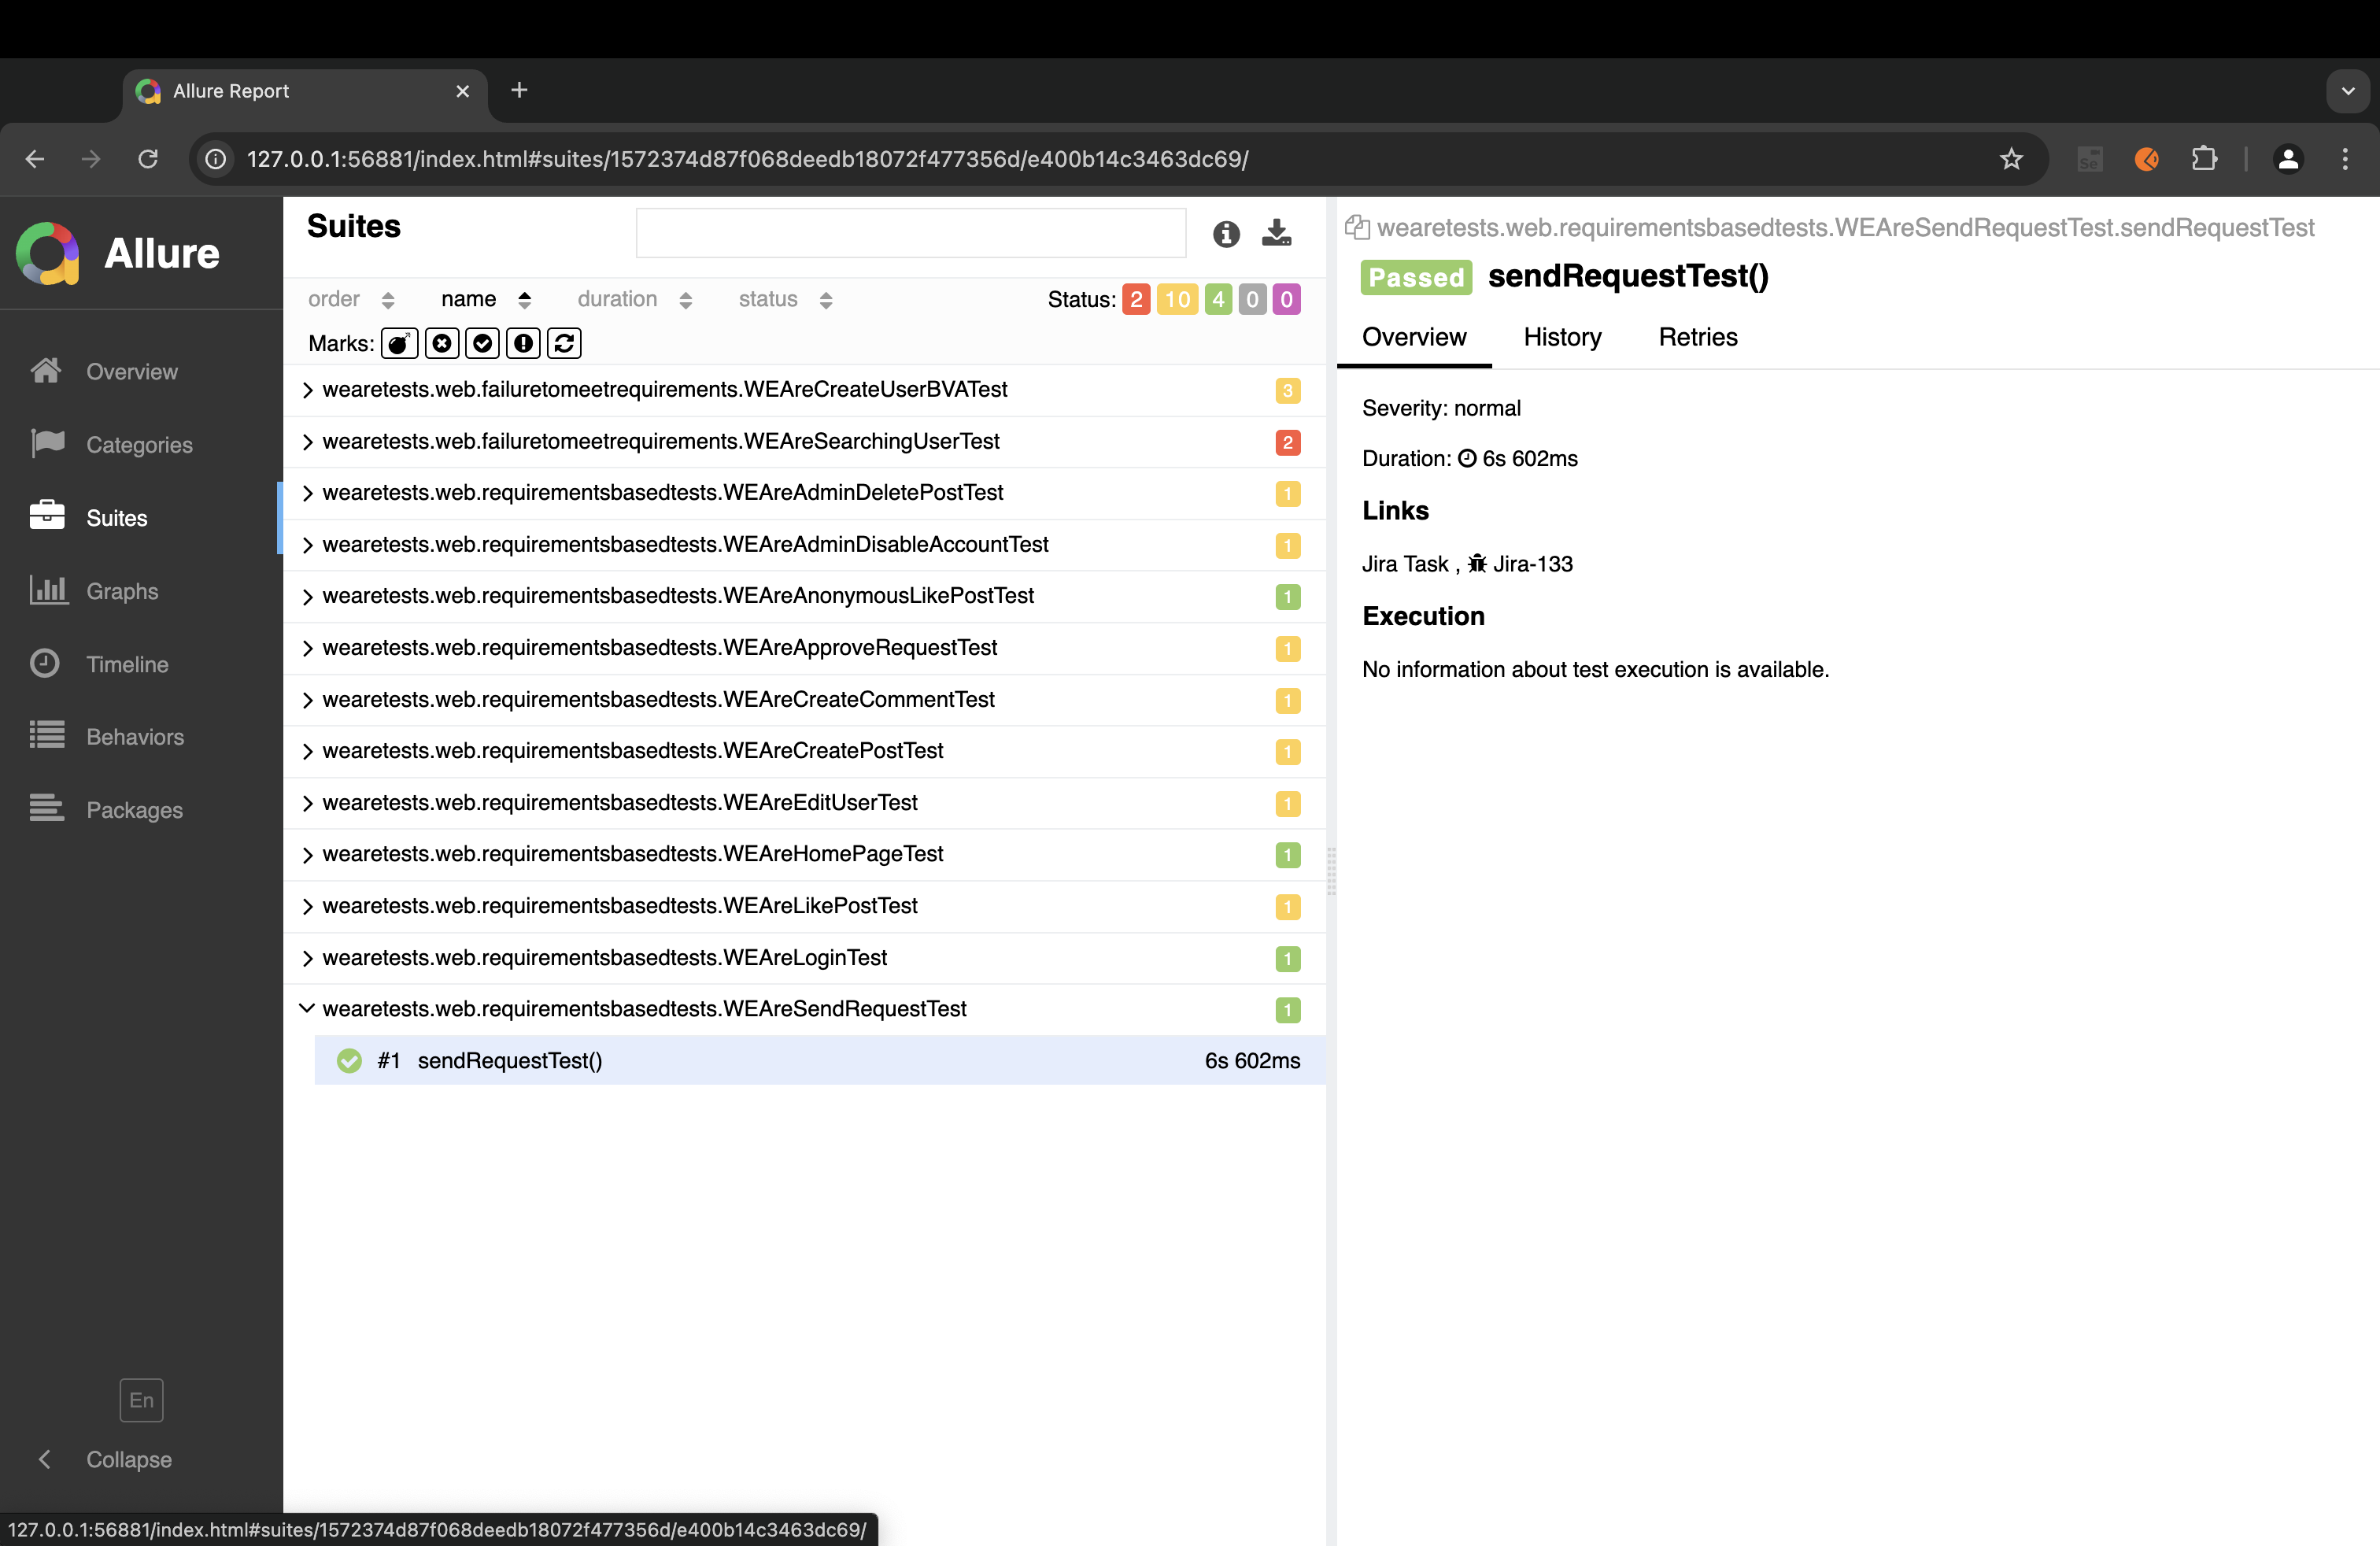 Allure Report
127.0.0.1:56881/index.html#suites/1572374d87f068deedb18072f477356d/e400b14c3463dc69/
Se
Allure
Overview
Categories
Suites
Graphs
Timeline
Behaviors
Packages
En
Collapse
Suites
order name duration status Status: 2 10 4 0 0
Marks:
wearetests.web.failuretomeetrequirements.WEAreCreateUserBVATest 3
wearetests.web.failuretomeetrequirements.WEAreSearchingUserTest 2
wearetests.web.requirementsbasedtests.WEAreAdminDeletePostTest 1
wearetests.web.requirementsbasedtests.WEAreAdminDisableAccountTest 1
wearetests.web.requirementsbasedtests.WEAreAnonymousLikePostTest 1
wearetests.web.requirementsbasedtests.WEAreApproveRequestTest 1
wearetests.web.requirementsbasedtests.WEAreCreateCommentTest 1
wearetests.web.requirementsbasedtests.WEAreCreatePostTest 1
wearetests.web.requirementsbasedtests.WEAreEditUserTest 1
wearetests.web.requirementsbasedtests.WEAreHomePageTest 1
wearetests.web.requirementsbasedtests.WEAreLikePostTest 1
wearetests.web.requirementsbasedtests.WEAreLoginTest 1
wearetests.web.requirementsbasedtests.WEAreSendRequestTest 1
#1 sendRequestTest() 6s 602ms
wearetests.web.requirementsbasedtests.WEAreSendRequestTest.sendRequestTest
Passed sendRequestTest()
Overview History Retries
Severity: normal
Duration: 6s 602ms
Links
Jira Task , Jira-133
Execution
No information about test execution is available.
127.0.0.1:56881/index.html#suites/1572374d87f068deedb18072f477356d/e400b14c3463dc69/